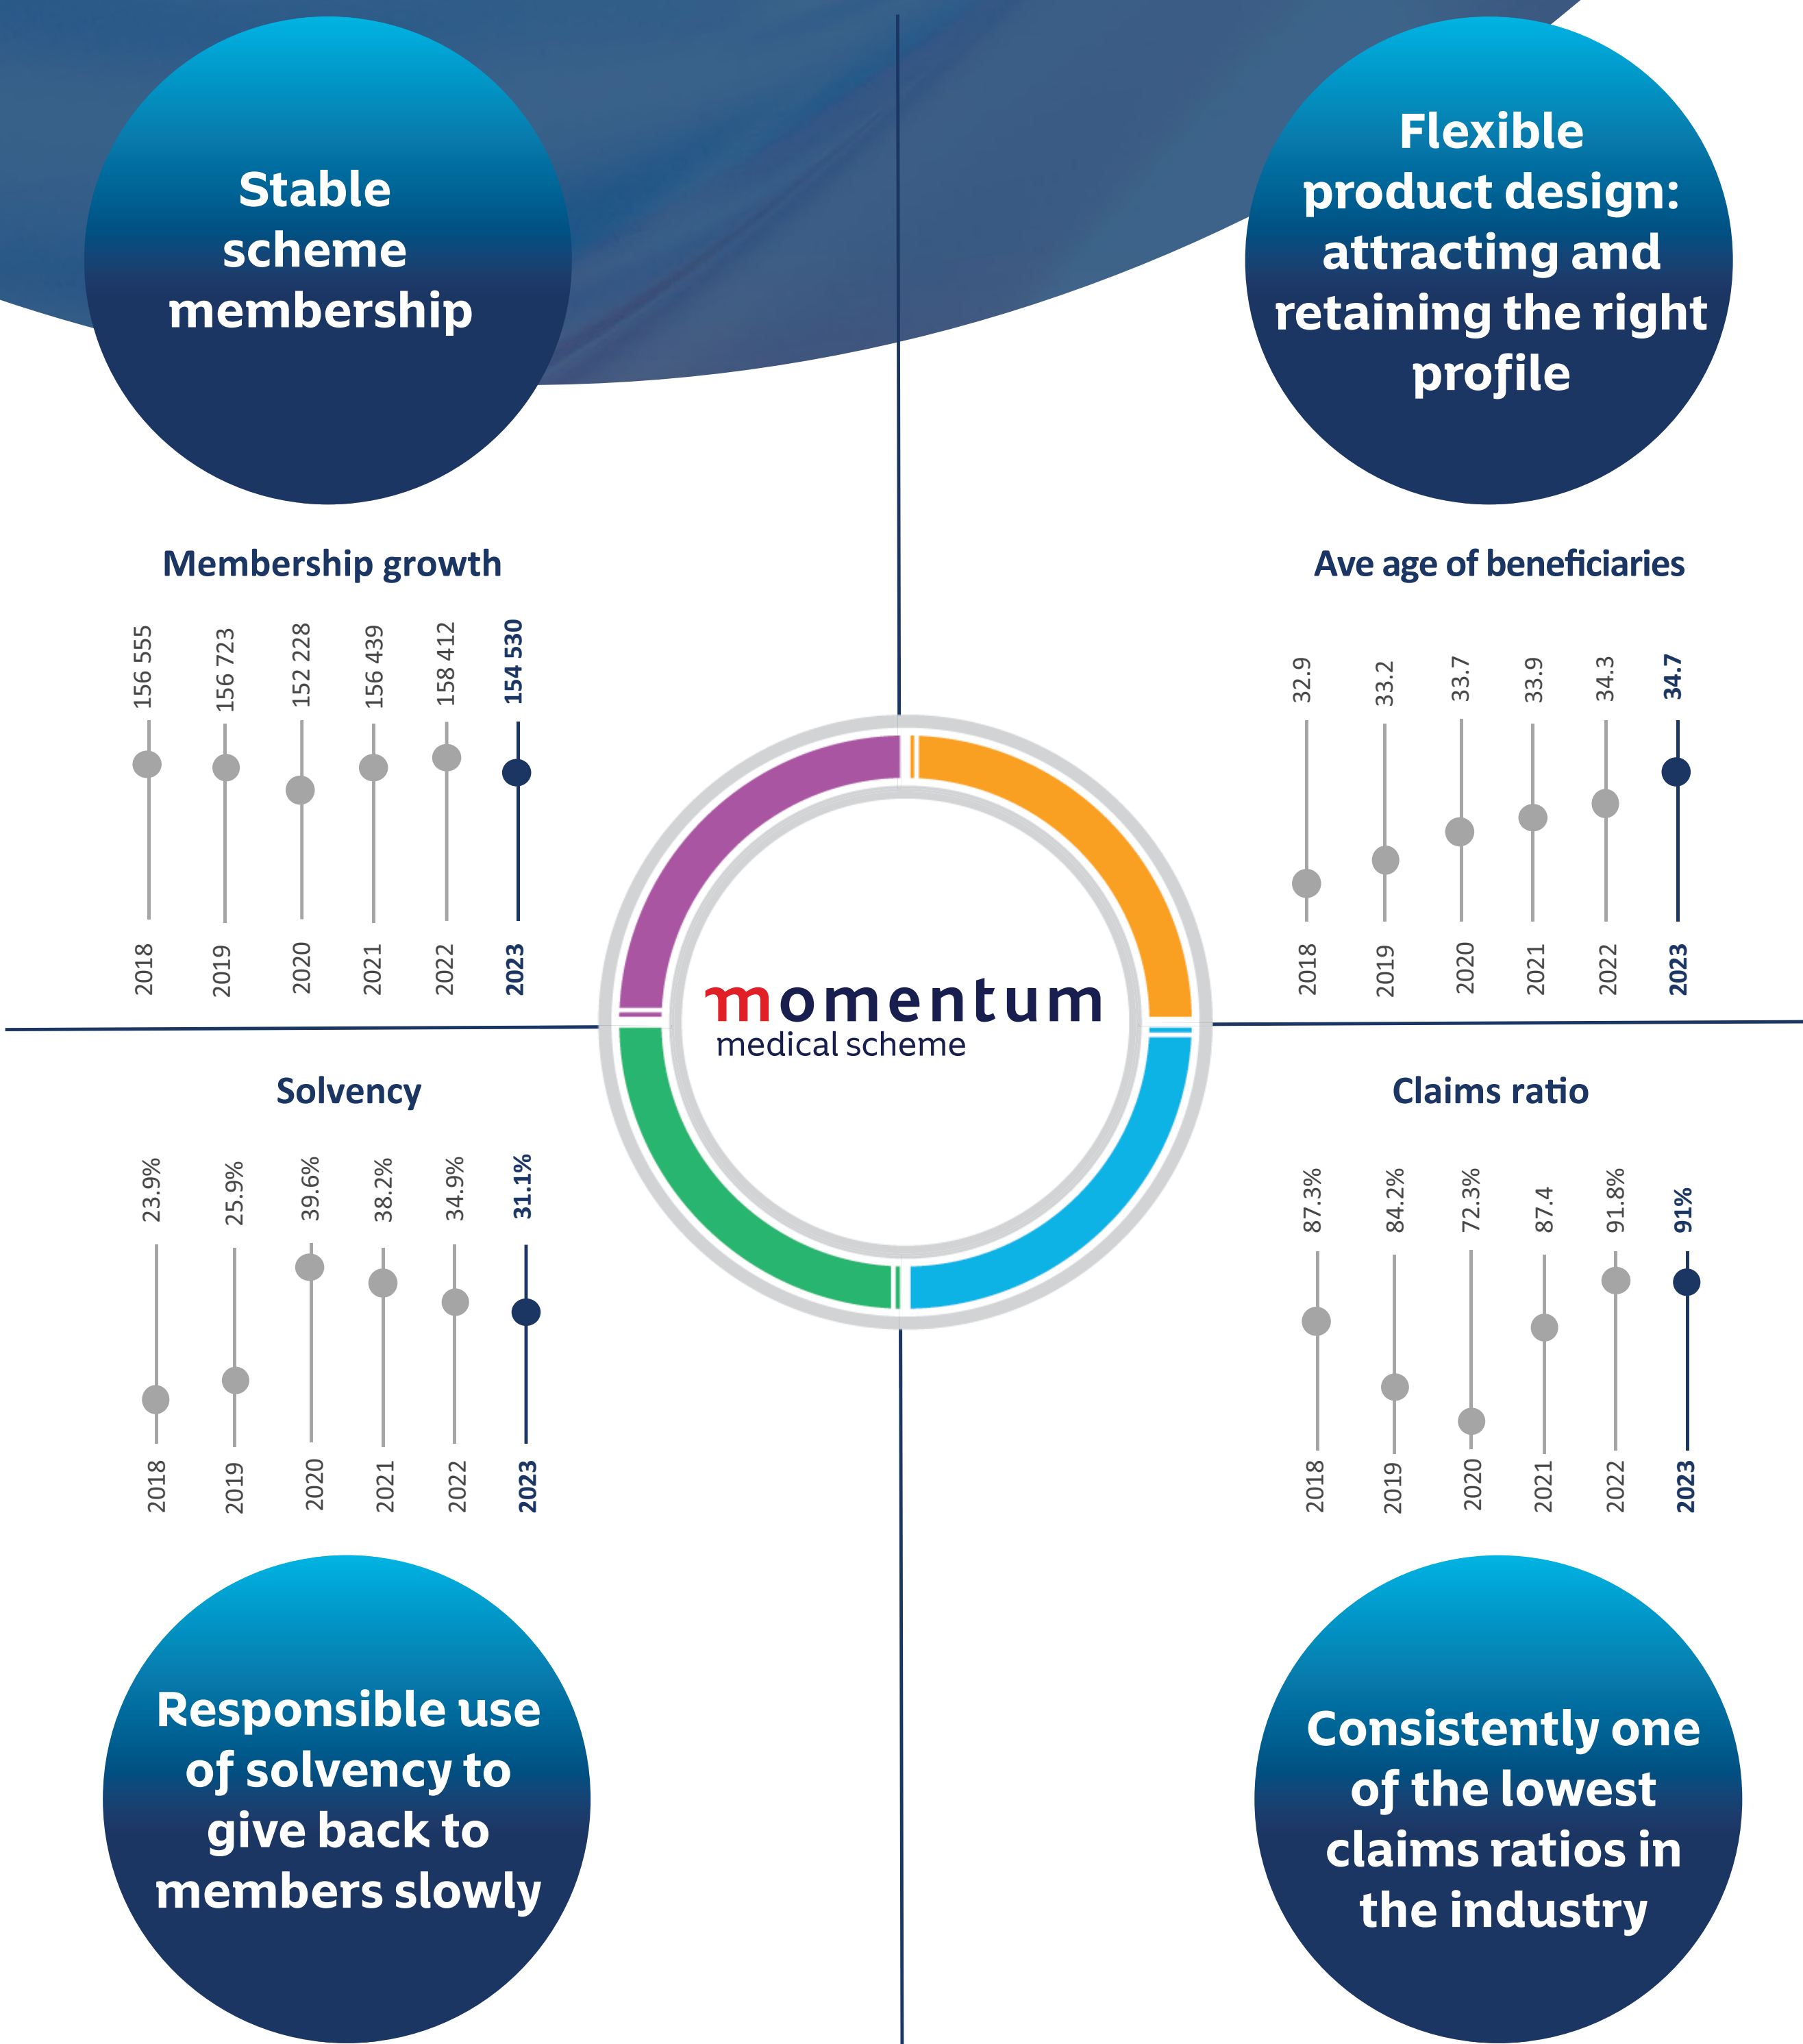 Stable
scheme
membership
Flexible
product design:
attracting and
retaining the right
profile
Membership growth
156 555
156 723
152 228
156 439
158 412
154 530
2018
2019
2020
2021
2022
2023
Ave age of beneficiaries
32.9
33.2
33.7
33.9
34.3
34.7
2018
2019
2020
2021
2022
2023
momentum
medical scheme
Solvency
23.9%
25.9%
39.6%
38.2%
34.9%
31.1%
2018
2019
2020
2021
2022
2023
Claims ratio
87.3%
84.2%
72.3%
87.4
91.8%
91%
2018
2019
2020
2021
2022
2023
Responsible use
of solvency to
give back to
members slowly
Consistently one
of the lowest
claims ratios in
the industry